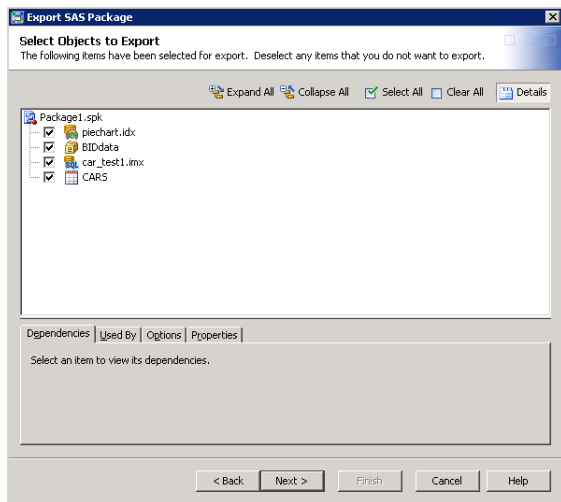 Export SAS Package
Select Objects to Export
The following items have been selected for export. Deselect any items that you do not want to export.
Expand All Collapse All Select All Clear All Details
Package1.spk
piechart.idx
BIDdata
SQL car_test1.imx
CARS
Dependencies Used By Options Properties
Select an item to view its dependencies.
< Back Next > Finish Cancel Help